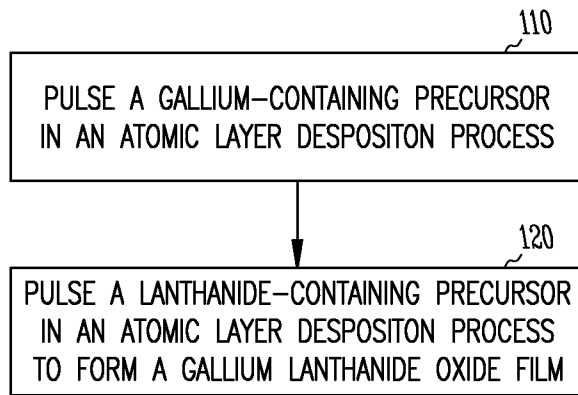 110
PULSE A GALLIUM-CONTAINING PRECURSOR
IN AN ATOMIC LAYER DESPOSITON PROCESS
120
PULSE A LANTHANIDE-CONTAINING PRECURSOR
IN AN ATOMIC LAYER DESPOSITON PROCESS
TO FORM A GALLIUM LANTHANIDE OXIDE FILM